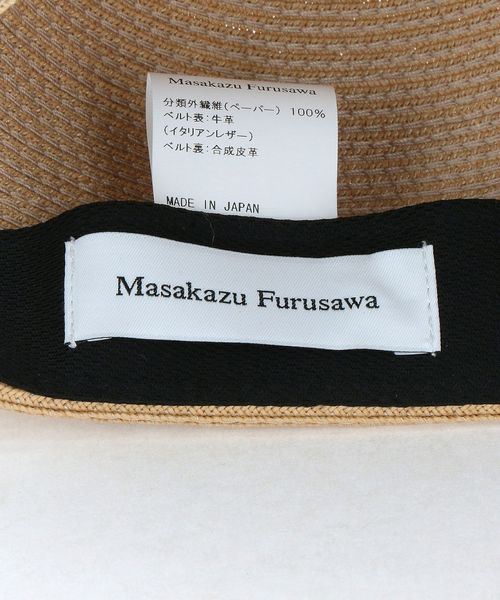 Masakazu Furusawa
分類外繊維(ペーパー) 100%
ベルト表:牛革
(イタリアンレザー)
ベルト裏:合成皮革
MADE IN JAPAN
Masakazu Furusawa